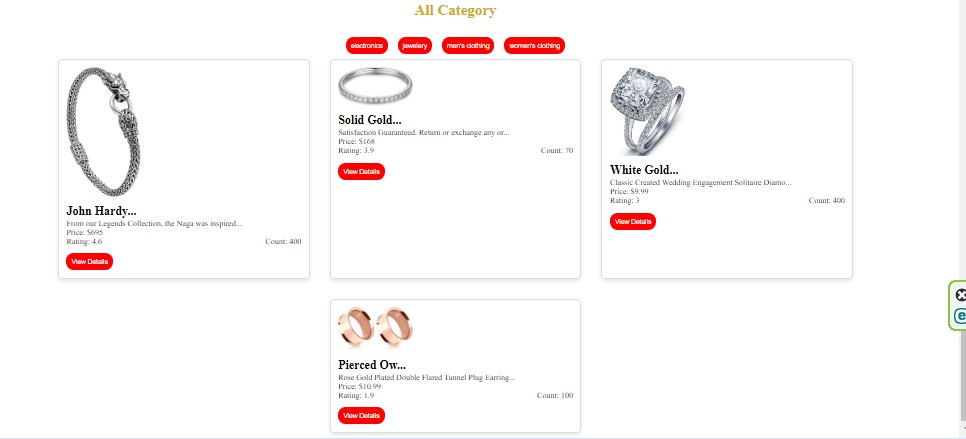 All Category
electronics jewelery men's clothing women's clothing
John Hardy...
From our Legends Collection, the Naga was inspired...
Price: $695
Rating: 4.6 Count: 400
View Details
Solid Gold...
Satisfaction Guaranteed. Return or exchange any or...
Price: $168
Rating: 3.9 Count: 70
View Details
White Gold...
Classic Created Wedding Engagement Solitaire Diamo...
Price: $9.99
Rating: 3 Count: 400
View Details
Pierced Ow...
Rose Gold Plated Double Flared Tunnel Plug Earring...
Price: $10.99
Rating: 1.9 Count: 100
View Details